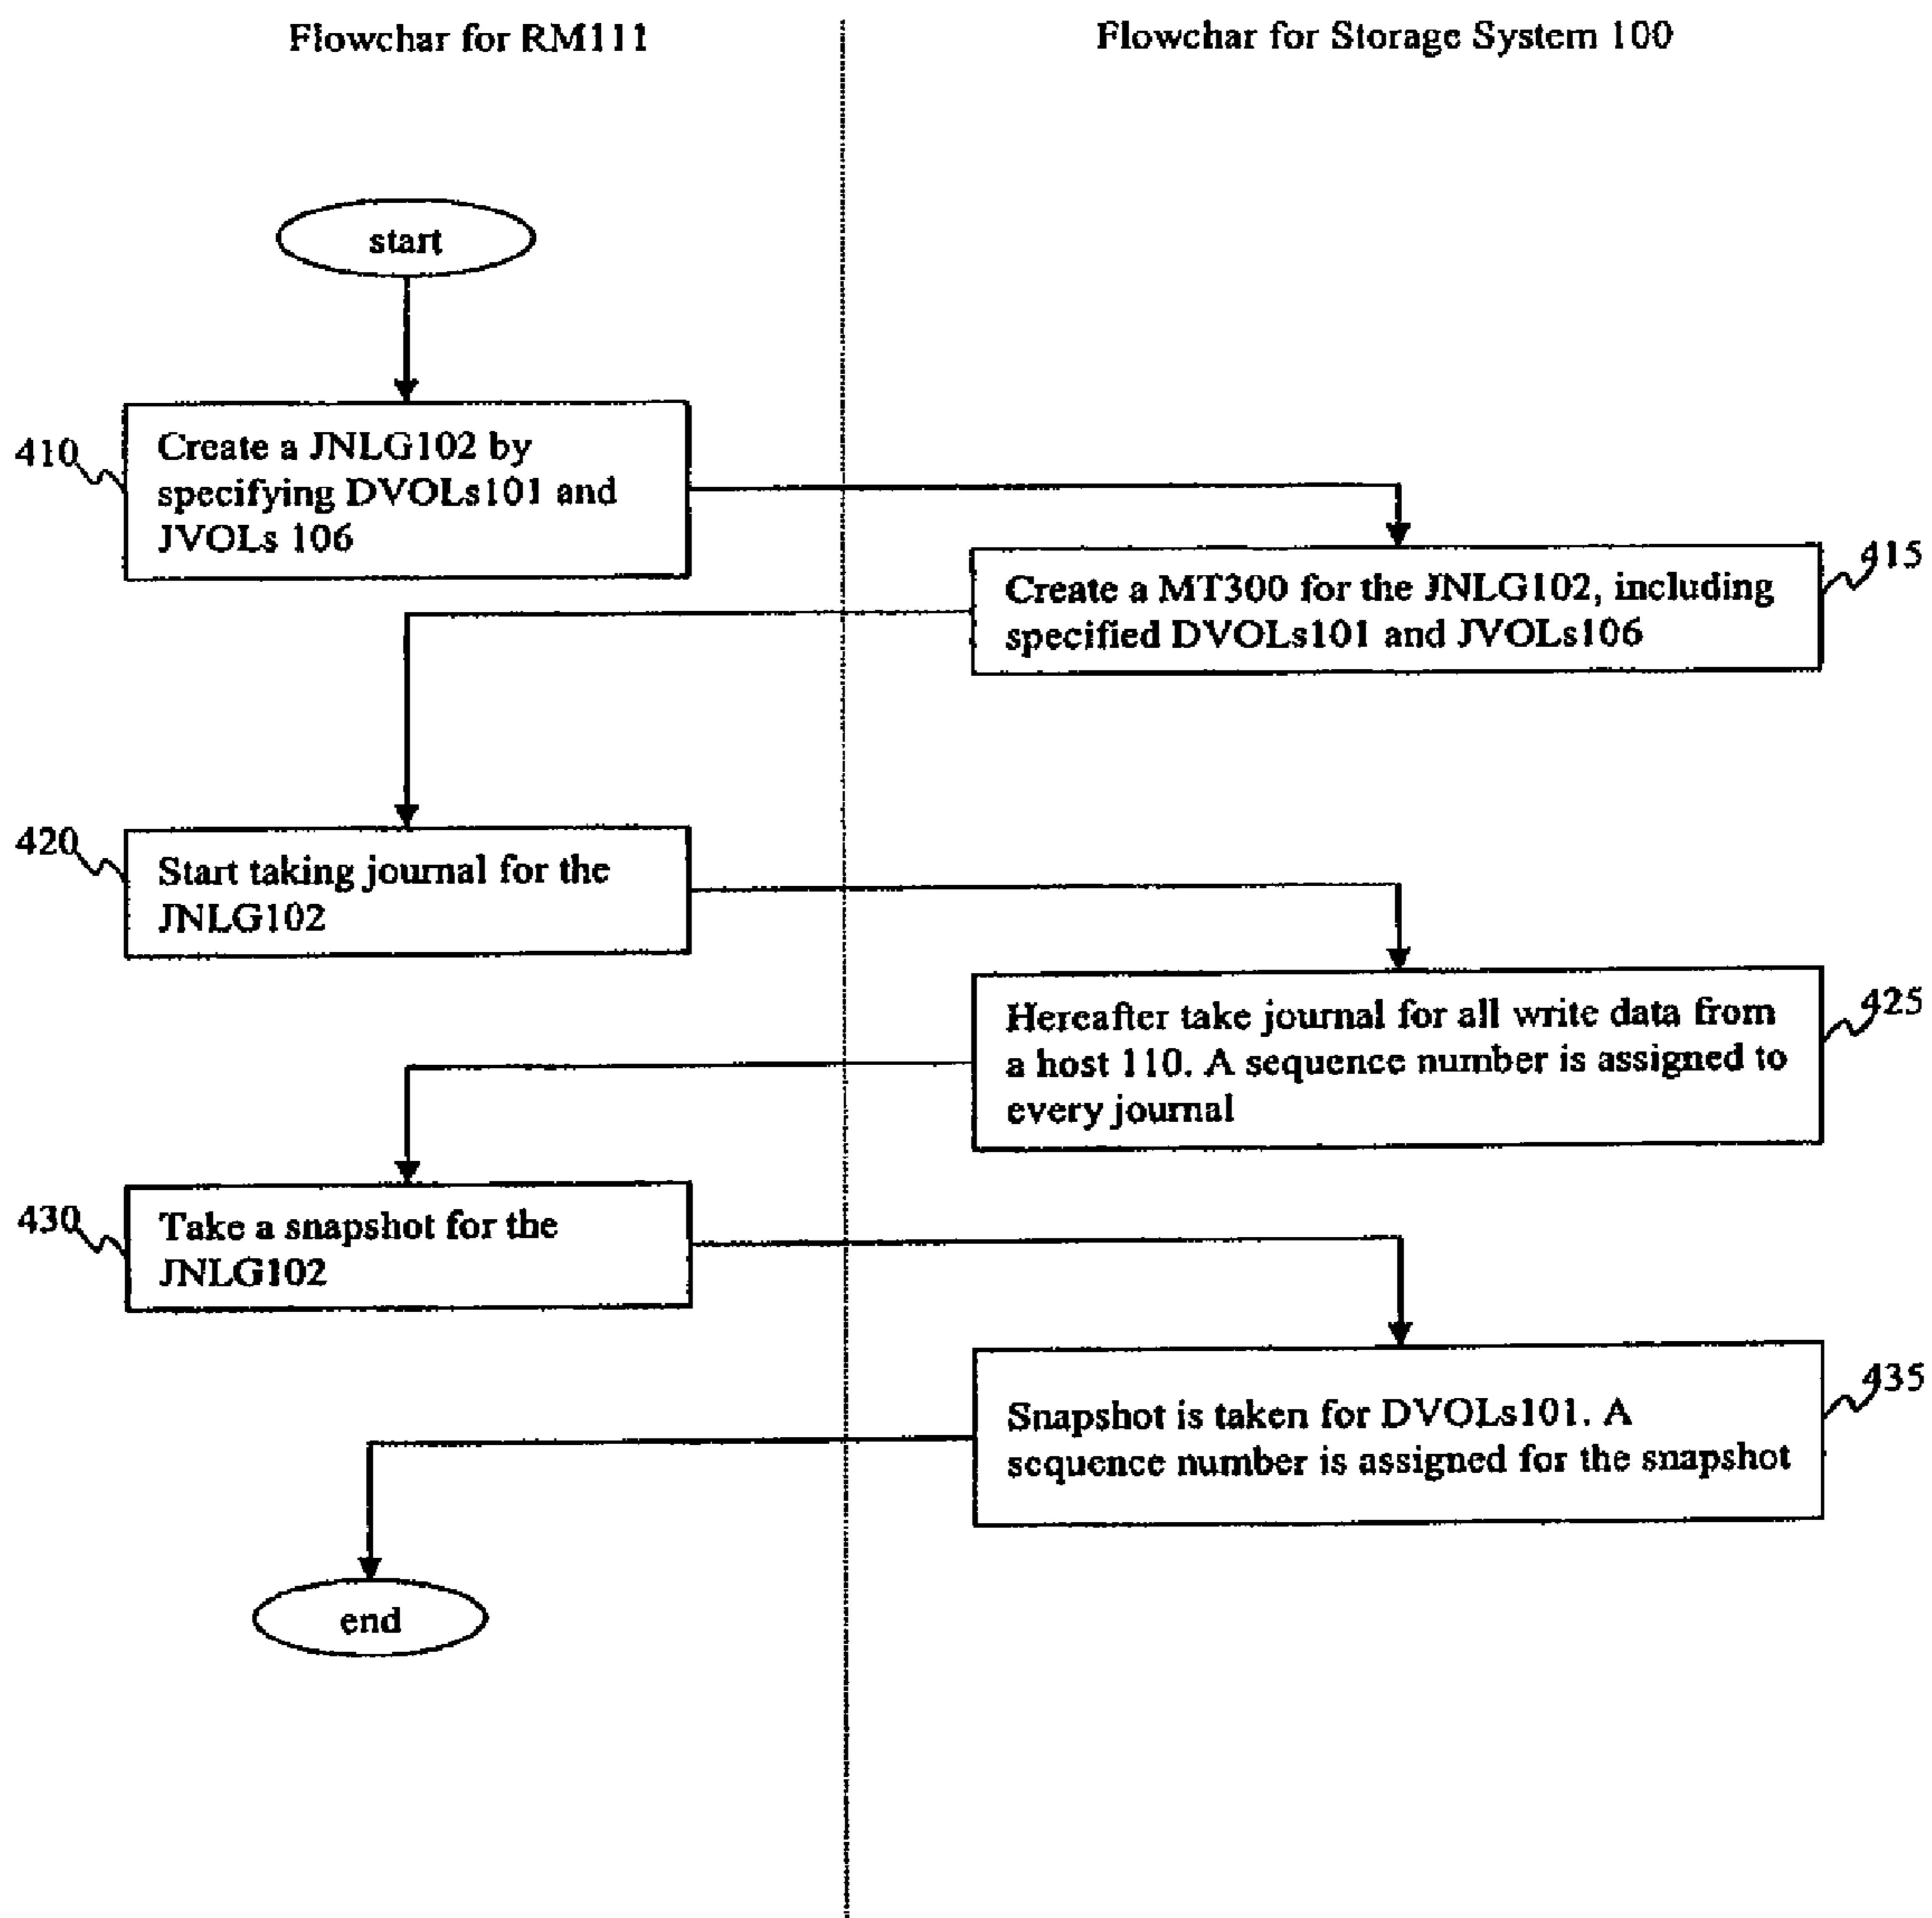 Flowchar for RM111
Flowchar for Storage System 100
start
410
Create a JNLG102 by
specifying DVOLs101 and
JVOLs 106
415
Create a MT300 for the JNLG102, including
specified DVOLs101 and JVOLs106
420
Start taking journal for the
JNLG102
425
Hereafter take journal for all write data from
a host 110. A sequence number is assigned to
every journal
430
Take a snapshot for the
JNLG102
435
Snapshot is taken for DVOLs101. A
sequence number is assigned for the snapshot
end